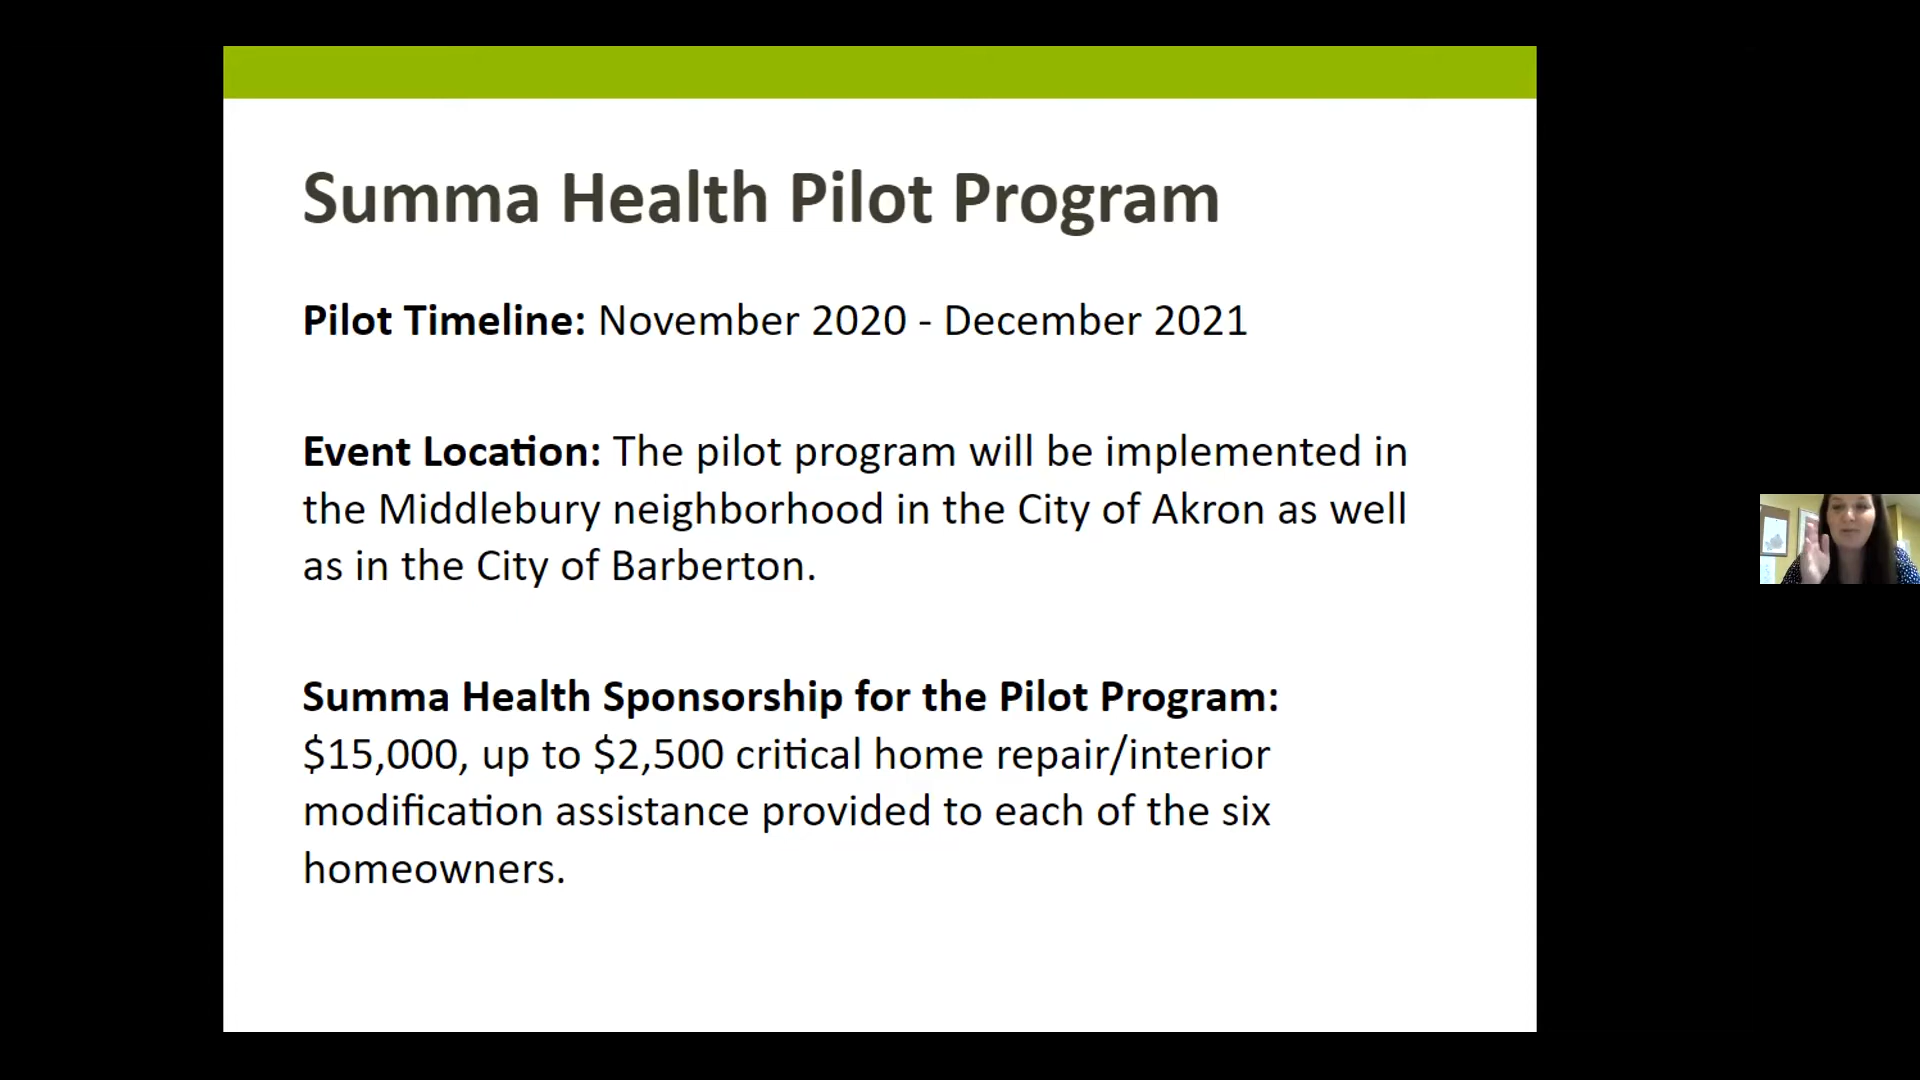 Summa Health Pilot Program
Pilot Timeline: November 2020 - December 2021
Event Location: The pilot program will be implemented in
the Middlebury neighborhood in the City of Akron as well
as in the City of Barberton.
Summa Health Sponsorship for the Pilot Program:
$15,000, up to $2,500 critical home repair/interior
modification assistance provided to each of the six
homeowners.